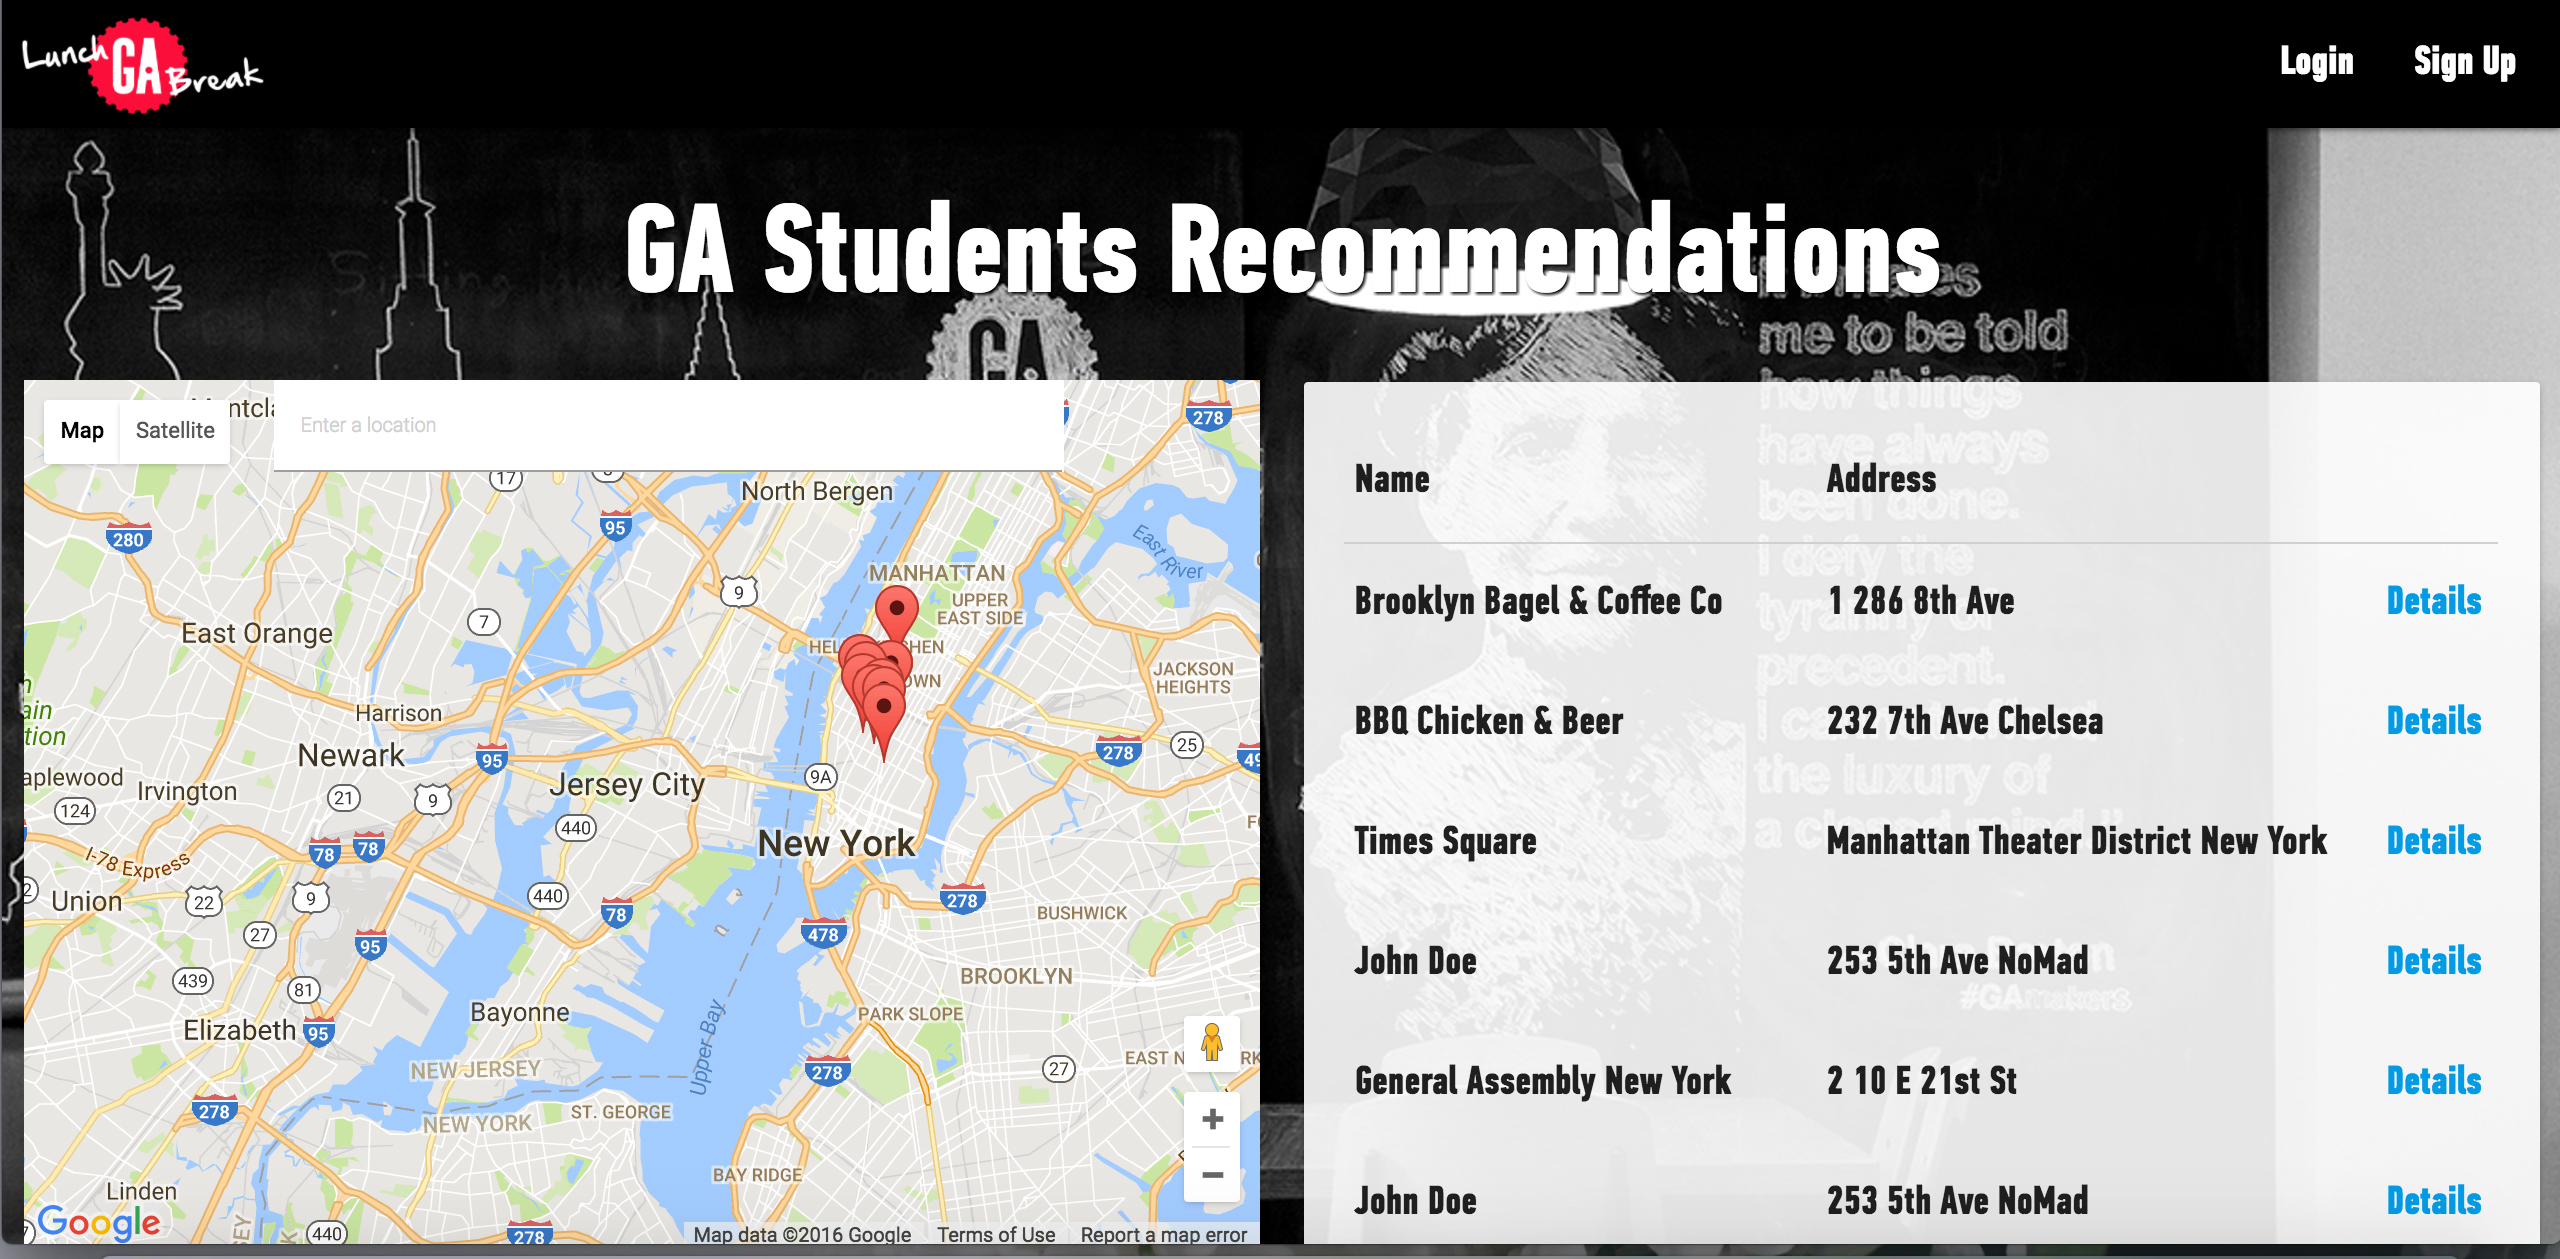 Lunch GA Break
Login
Sign Up
GA Students Recommendations
GA
me to be told
how things
have always
been done.
I defy the
tyranny of
precedent.
the luxury of
#GAmakers
Map
Satellite
Enter a location
278
17
North Bergen
95
280
East River
MANHATTAN
9
UPPER
EAST SIDE
7
East Orange
JACKSON
HEIGHTS
Harrison
Newark
95
278
25
9A
Jersey City
Irvington
21
9
124
440
New York
78
78
I-78 Express
Union
22
9
440
78
278
BUSHWICK
27
95
478
439
81
BROOKLYN
Bayonne
PARK SLOPE
Elizabeth
95
Upper Bay
NEW JERSEY
278
27
278
ST. GEORGE
NEW YORK
BAY RIDGE
Linden
Google
440
278
Map data ©2016 Google
Terms of Use
Report a map error
Name
Address
Brooklyn Bagel & Coffee Co
1 286 8th Ave
Details
BBQ Chicken & Beer
232 7th Ave Chelsea
Details
Times Square
Manhattan Theater District New York
Details
John Doe
253 5th Ave NoMad
Details
General Assembly New York
2 10 E 21st St
Details
John Doe
253 5th Ave NoMad
Details